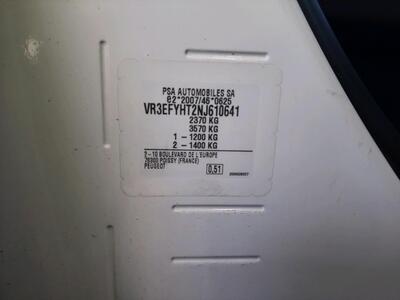 PSA AUTOMOBILES SA
e2*2007/46*0625
VR3EFYHT2NJ610641
2370 KG
3570 KG
1 - 1200 KG
2 - 1400 KG
2 - 10 BOULEVARD DE L'EUROPE
78300 POISSY (FRANCE)
PEUGEOT
0,51